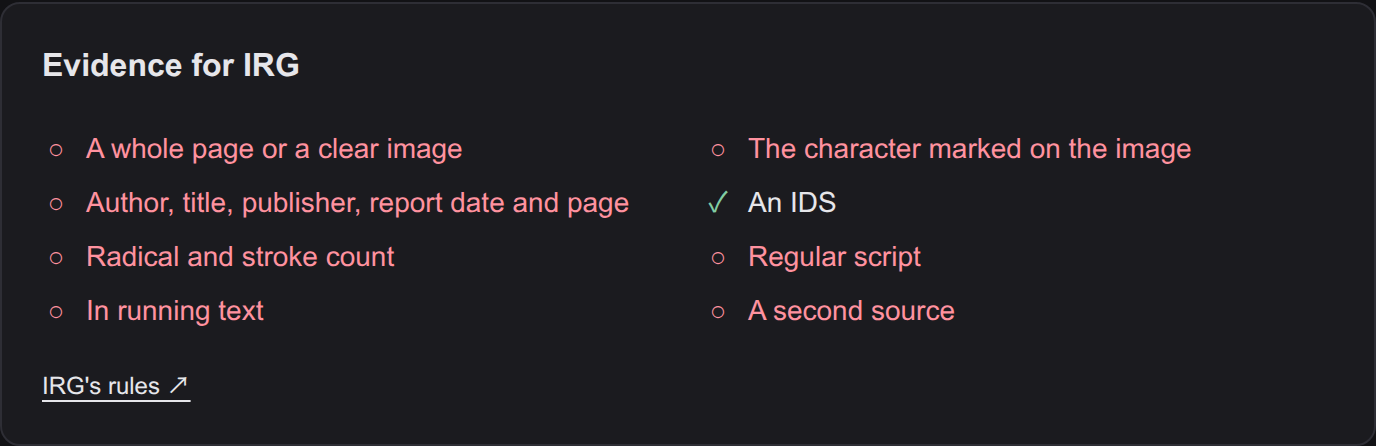 Evidence for IRG
○ A whole page or a clear image
○ The character marked on the image
○ Author, title, publisher, report date and page
✓ An IDS
○ Radical and stroke count
○ Regular script
○ In running text
○ A second source
IRG's rules ↗